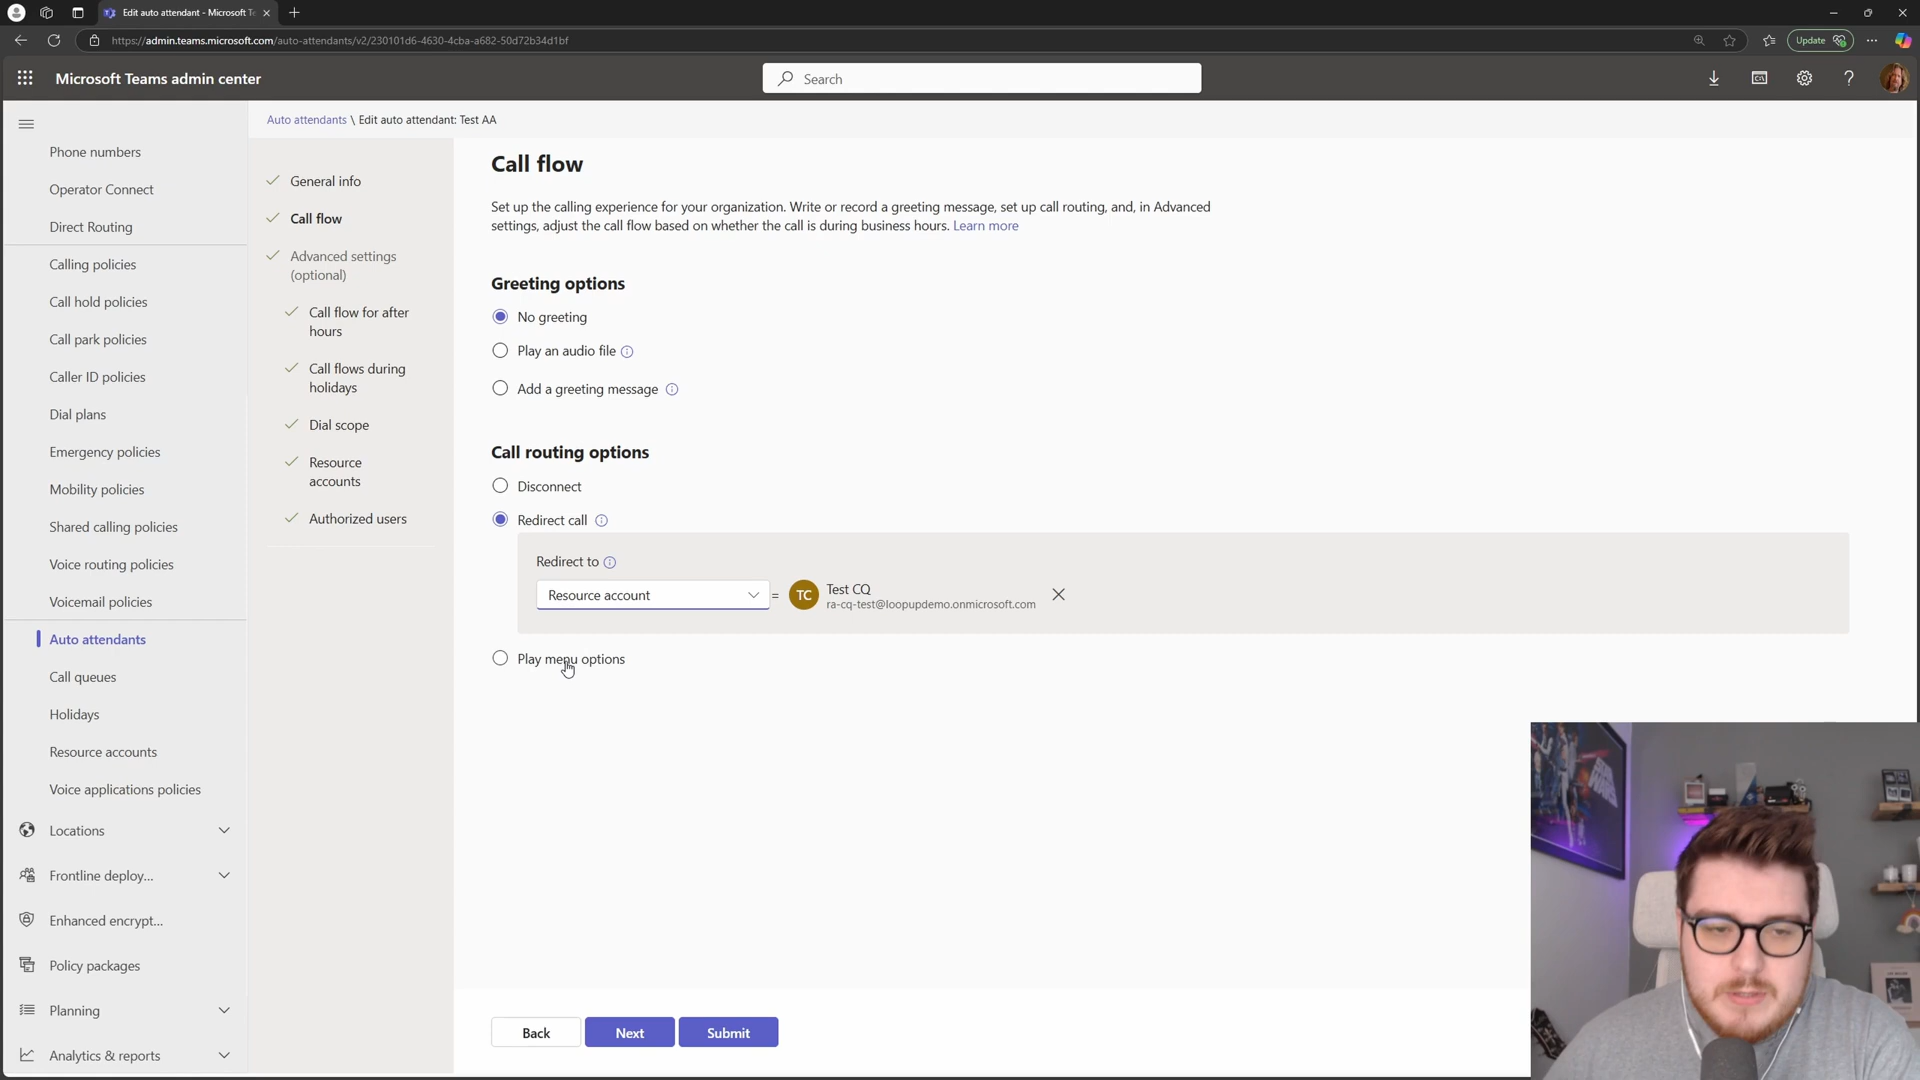 Edit auto attendant - Microsoft Te
https://admin.teams.microsoft.com/auto-attendants/v2/230101d6-4630-4cba-a682-50d72b34d1bf
Update
Microsoft Teams admin center
Search
Phone numbers
Operator Connect
Direct Routing
Calling policies
Call hold policies
Call park policies
Caller ID policies
Dial plans
Emergency policies
Mobility policies
Shared calling policies
Voice routing policies
Voicemail policies
Auto attendants
Call queues
Holidays
Resource accounts
Voice applications policies
Locations
Frontline deploy...
Enhanced encrypt...
Policy packages
Planning
Analytics & reports
Auto attendants \ Edit auto attendant: Test AA
General info
Call flow
Advanced settings
(optional)
Call flow for after
hours
Call flows during
holidays
Dial scope
Resource
accounts
Authorized users
Call flow
Set up the calling experience for your organization. Write or record a greeting message, set up call routing, and, in Advanced
settings, adjust the call flow based on whether the call is during business hours. Learn more
Greeting options
No greeting
Play an audio file
Add a greeting message
Call routing options
Disconnect
Redirect call
Redirect to
Resource account = TC Test CQ
ra-cq-test@loopupdemo.onmicrosoft.com
Play menu options
Back Next Submit